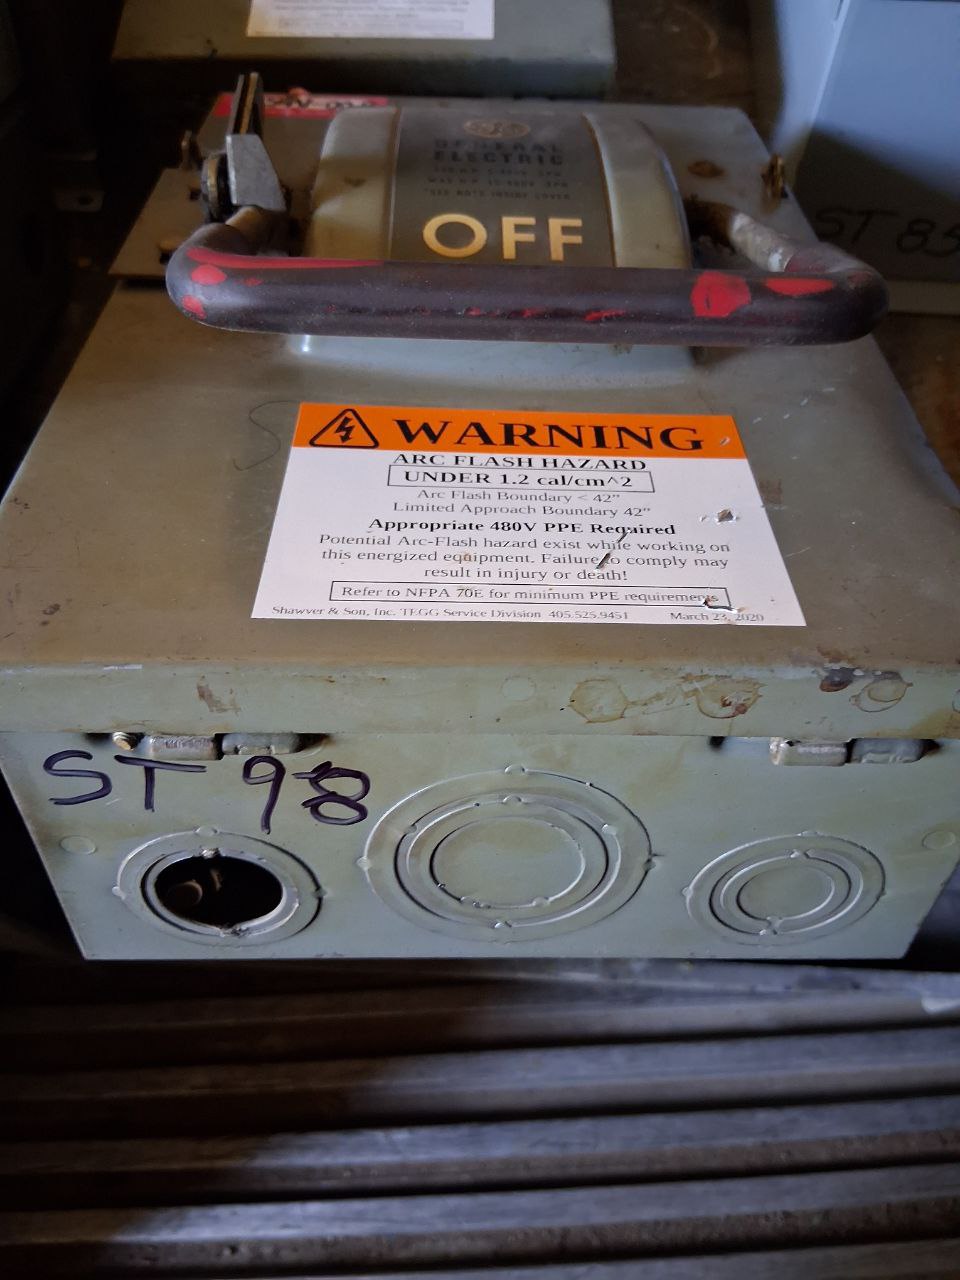 GENERAL
ELECTRIC
OFF
ST 85
WARNING
ARC FLASH HAZARD
UNDER 1.2 cal/cm^2
Arc Flash Boundary < 42"
Limited Approach Boundary 42"
Appropriate 480V PPE Required
Potential Arc-Flash hazard exist while working on
this energized equipment. Failure to comply may
result in injury or death!
Refer to NFPA 70E for minimum PPE requirements
Shawver & Son, Inc. TEGG Service Division 405.525.9451 March 23, 2020
ST 98